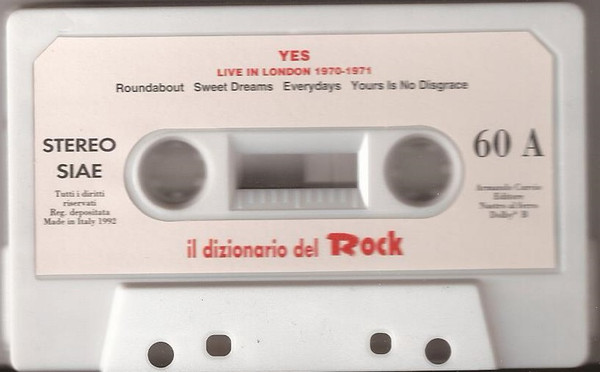 YES
LIVE IN LONDON 1970-1971
Roundabout Sweet Dreams Everydays Yours Is No Disgrace
STEREO
SIAE
Tutti i diritti
riservati
Reg. depositata
Made in Italy 1992
60 A
Armando Curcio
Editore
Nastro al ferro
Dolby® B
il dizionario del Rock